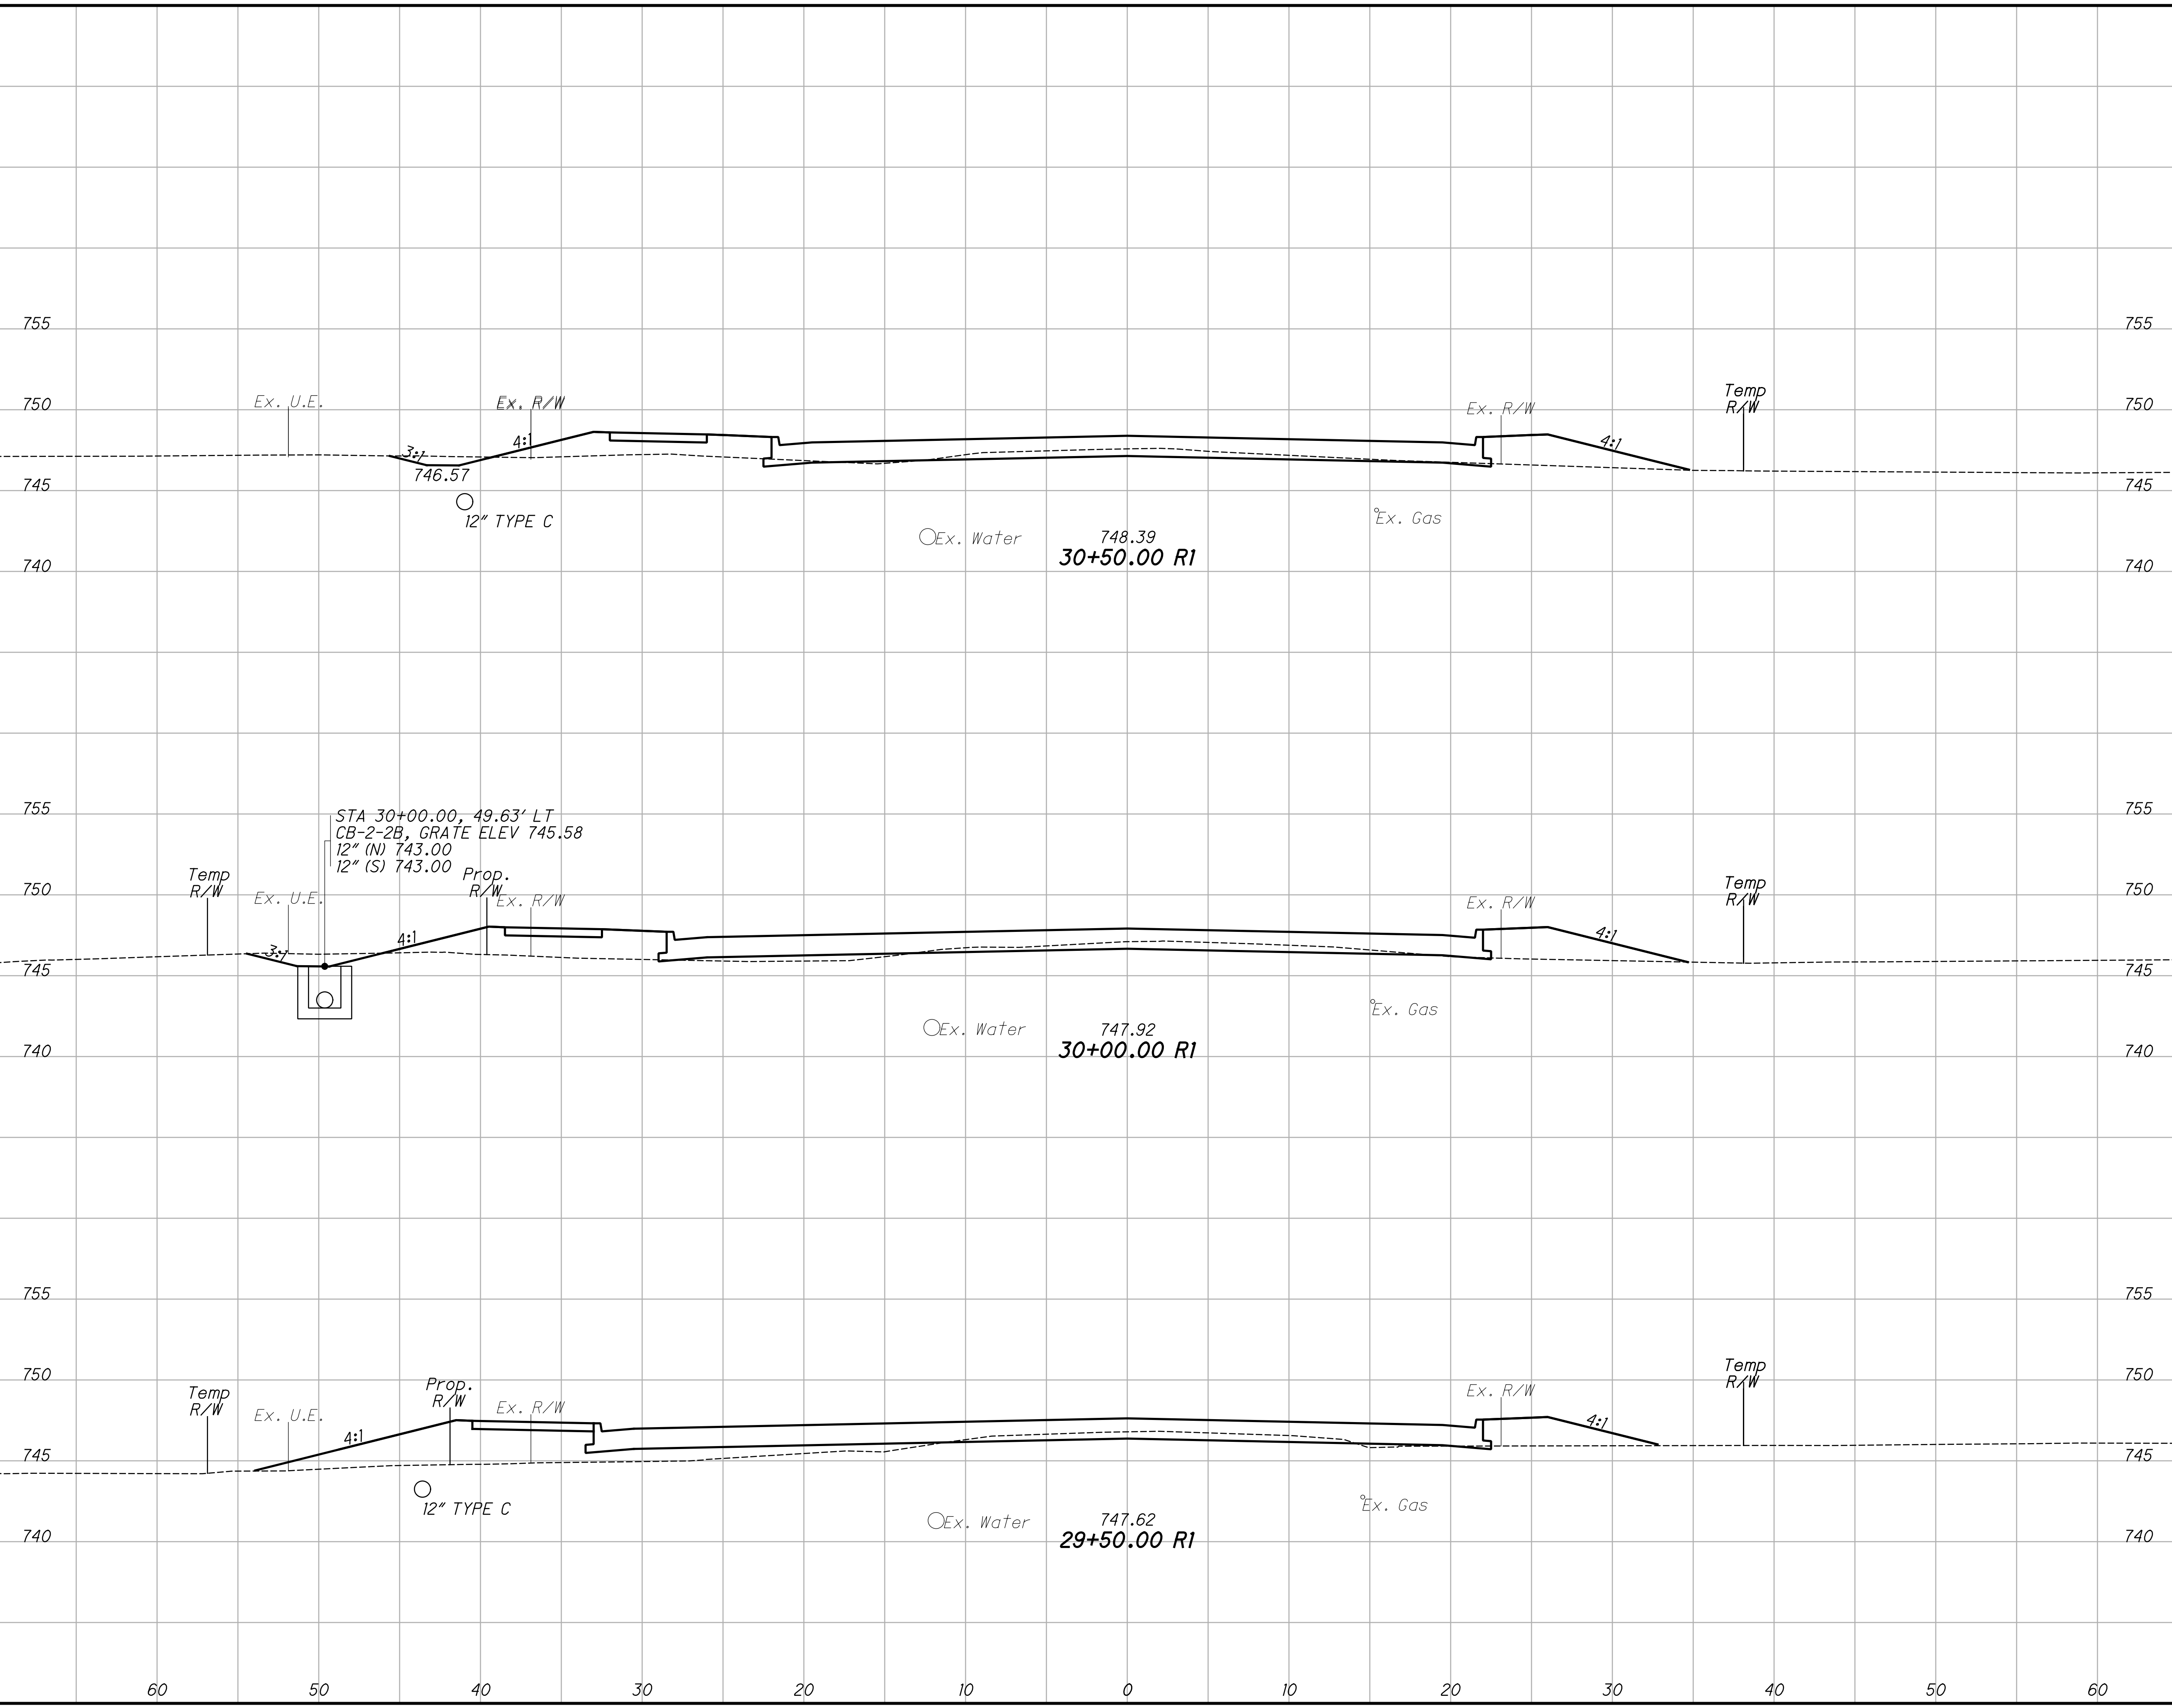 755
755
Ex. U.E.
Ex. R/W
Ex. R/W
Temp
R/W
750
750
3:1
4:1
4:1
746.57
745
745
12" TYPE C
Ex. Gas
Ex. Water
748.39
30+50.00 R1
740
740
755
755
STA 30+00.00, 49.63' LT
CB-2-2B, GRATE ELEV 745.58
12" (N) 743.00
12" (S) 743.00
Temp
R/W
Ex. U.E.
Prop.
R/W
Ex. R/W
Ex. R/W
Temp
R/W
750
750
3:1
4:1
4:1
745
745
Ex. Gas
Ex. Water
747.92
30+00.00 R1
740
740
755
755
Temp
R/W
Ex. U.E.
Prop.
R/W
Ex. R/W
Ex. R/W
Temp
R/W
750
750
4:1
4:1
745
745
12" TYPE C
Ex. Gas
Ex. Water
747.62
29+50.00 R1
740
740
60 50 40 30 20 10 0 10 20 30 40 50 60